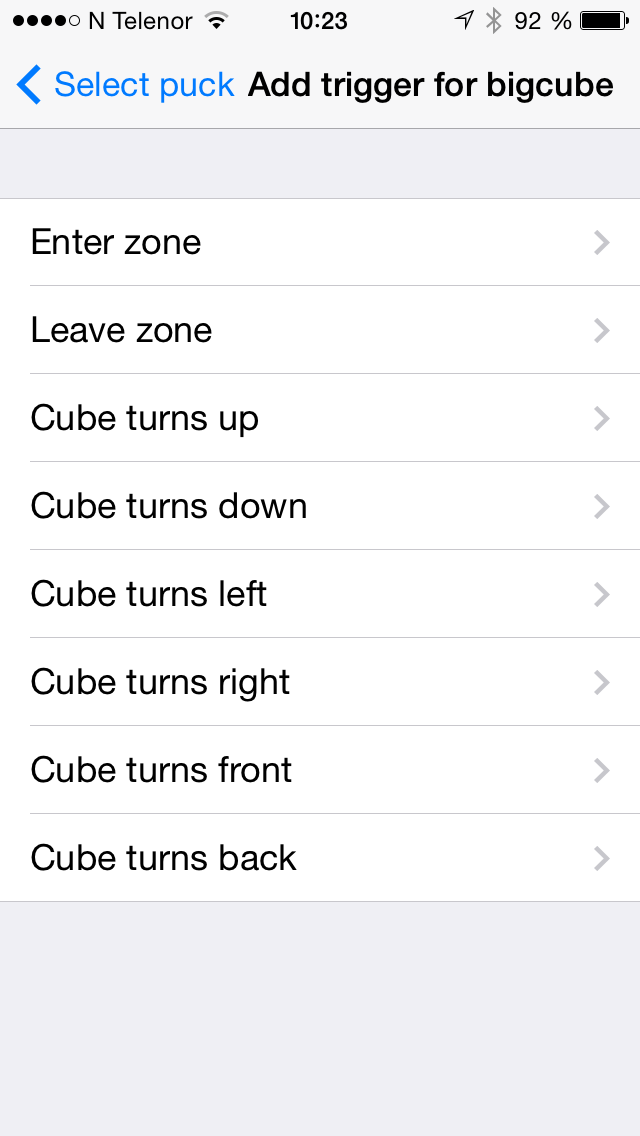 N Telenor 10:23 92 %
Select puck Add trigger for bigcube
Enter zone
Leave zone
Cube turns up
Cube turns down
Cube turns left
Cube turns right
Cube turns front
Cube turns back